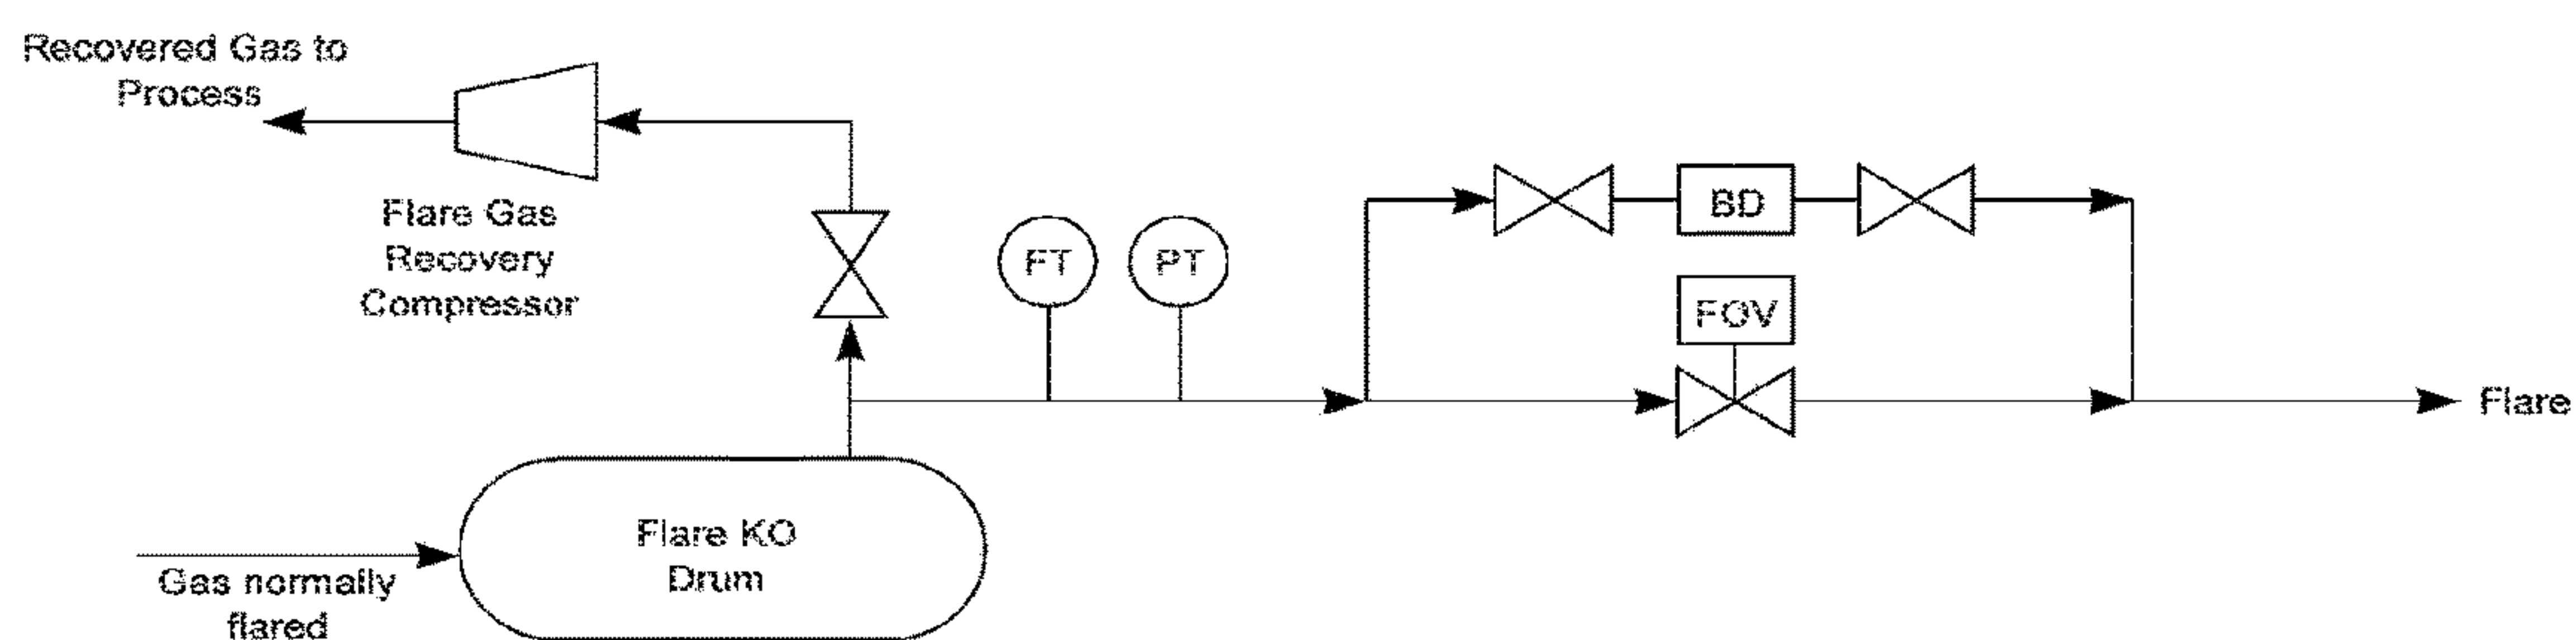 Recovered Gas to
Process
Flare Gas
Recovery
Compressor
FT
PT
BD
FOV
Flare
Flare KO
Drum
Gas normally
flared